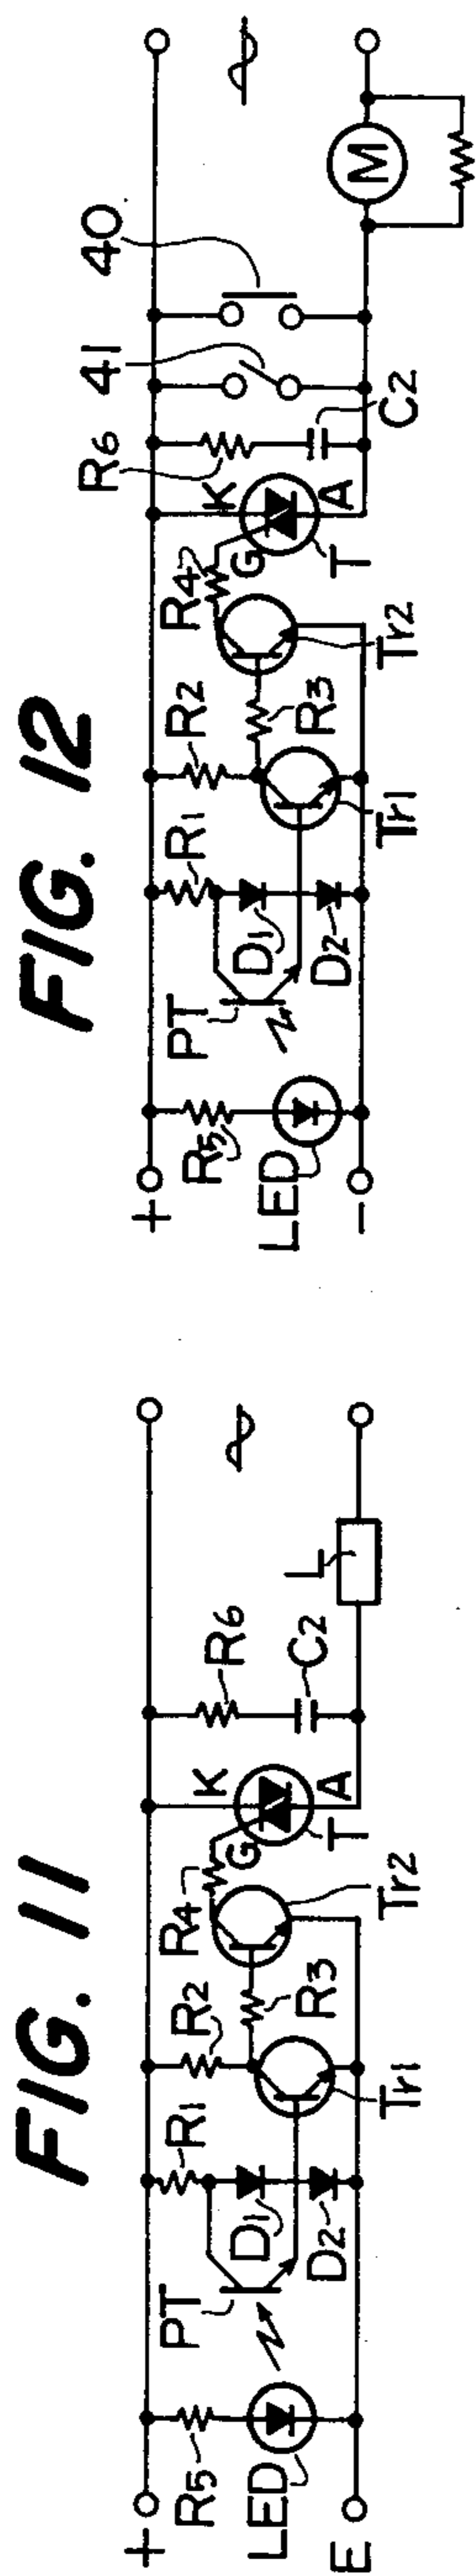 FIG. 11
+
E
R5
LED
PT
R1
D1
D2
R2
R3
Tr1
R4
Tr2
G
K
A
T
R6
C2
L
FIG. 12
+
-
R5
LED
PT
R1
D1
D2
R2
R3
Tr1
R4
Tr2
G
K
A
T
R6
C2
41
40
M